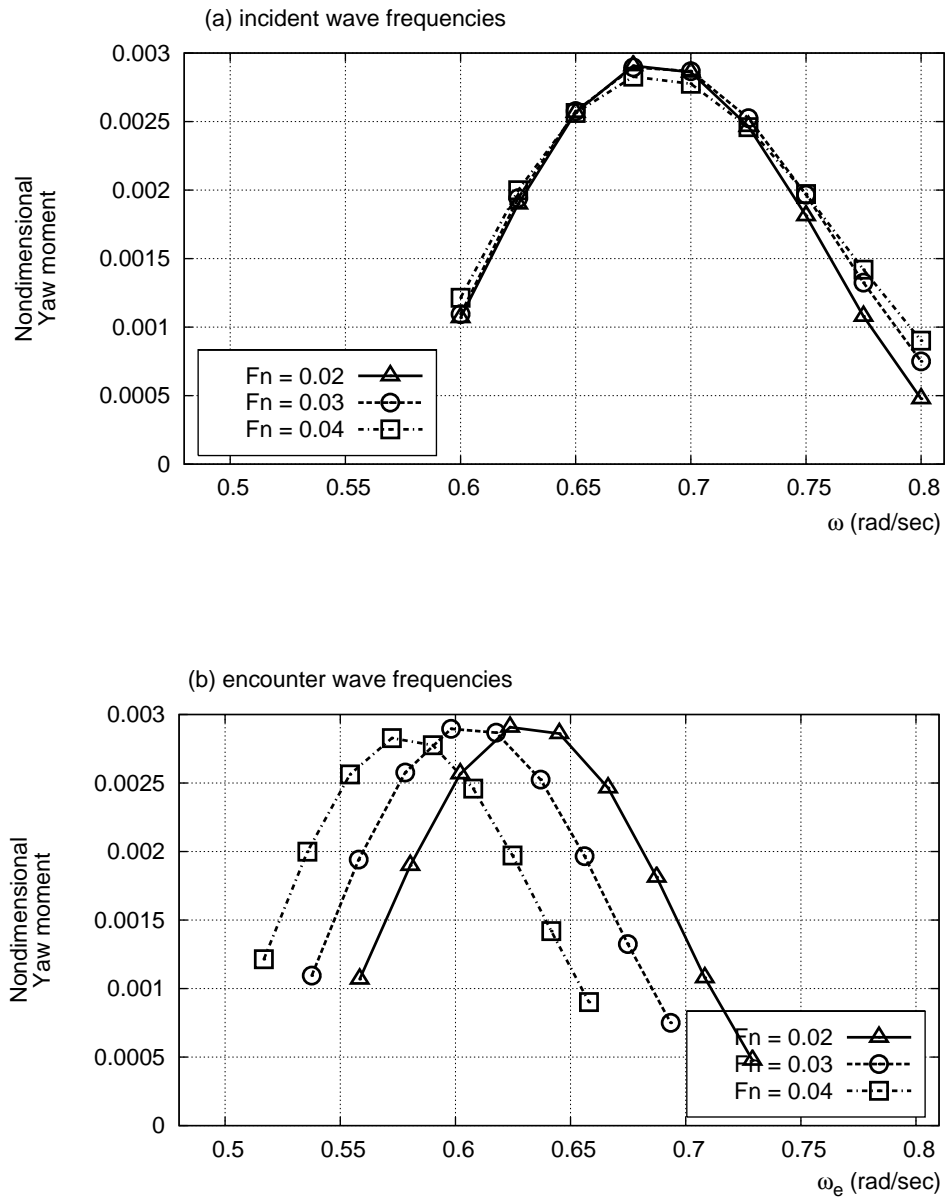 (a) incident wave frequencies
0.003
0.0025
0.002
0.0015
0.001
0.0005
0
Nondimensional
Yaw moment
Fn = 0.02
Fn = 0.03
Fn = 0.04
0.5 0.55 0.6 0.65 0.7 0.75 0.8
ω (rad/sec)
(b) encounter wave frequencies
0.003
0.0025
0.002
0.0015
0.001
0.0005
0
Nondimensional
Yaw moment
Fn = 0.02
Fn = 0.03
Fn = 0.04
0.5 0.55 0.6 0.65 0.7 0.75 0.8
ωe (rad/sec)